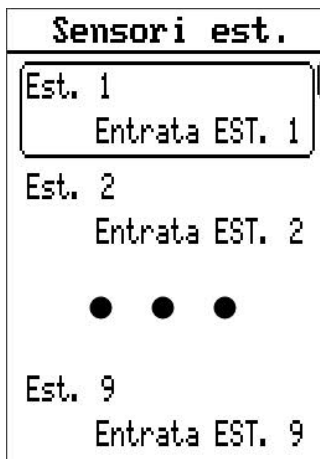 Sensori est.
Est. 1
Entrata EST. 1
Est. 2
Entrata EST. 2
Est. 9
Entrata EST. 9